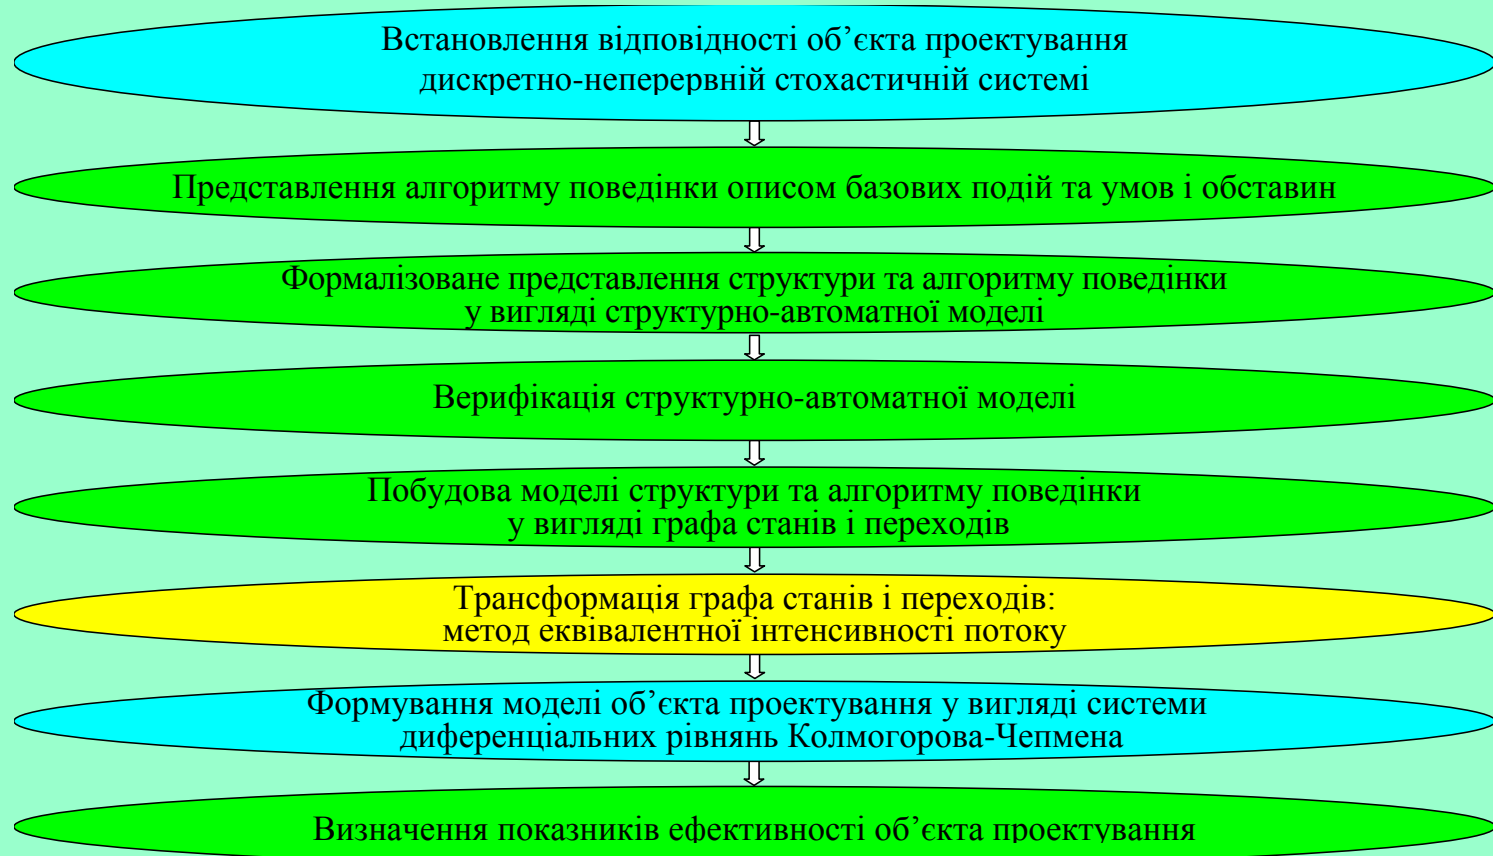 Встановлення відповідності об’єкта проектування
дискретно-неперервній стохастичній системі
Представлення алгоритму поведінки описом базових подій та умов і обставин
Формалізоване представлення структури та алгоритму поведінки
у вигляді структурно-автоматної моделі
Верифікація структурно-автоматної моделі
Побудова моделі структури та алгоритму поведінки
у вигляді графа станів і переходів
Трансформація графа станів і переходів:
метод еквівалентної інтенсивності потоку
Формування моделі об’єкта проектування у вигляді системи
диференціальних рівнянь Колмогорова-Чепмена
Визначення показників ефективності об’єкта проектування